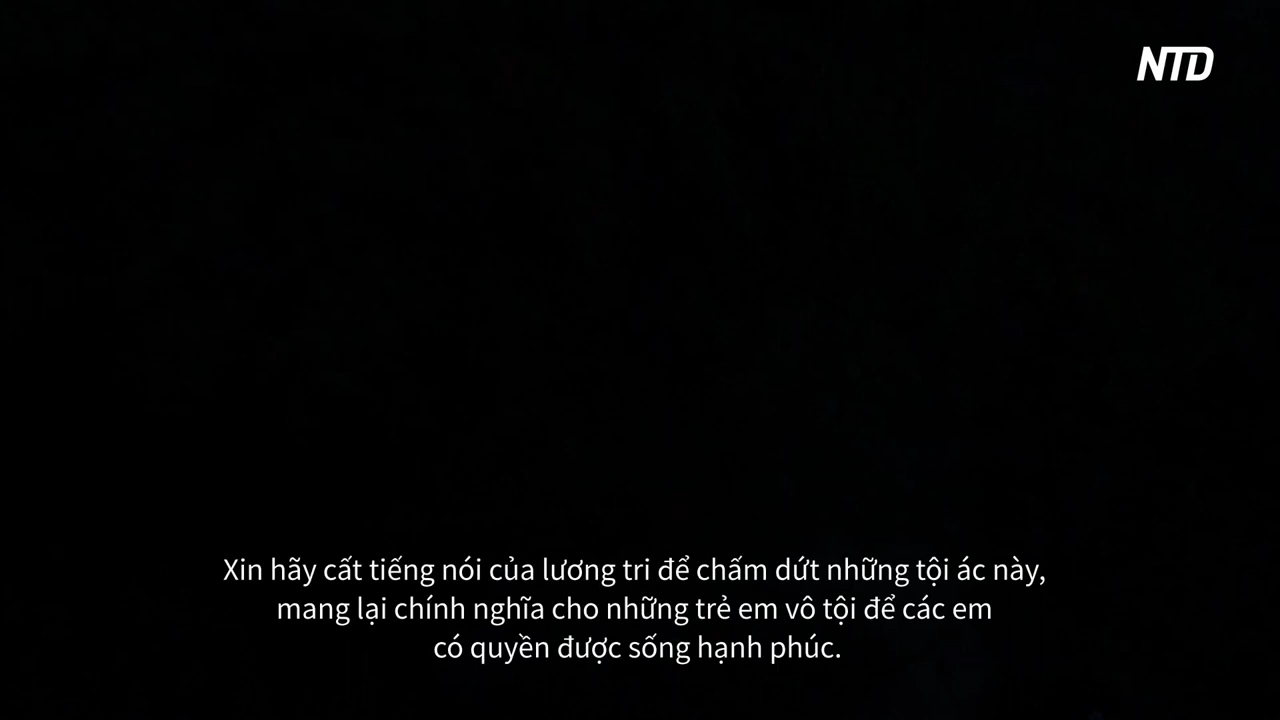 NTD
Xin hãy cất tiếng nói của lương tri để chấm dứt những tội ác này,
mang lại chính nghĩa cho những trẻ em vô tội để các em
có quyền được sống hạnh phúc.